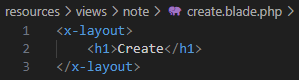 resources > views > note > create.blade.php
1 <x-layout>
2 <h1>Create</h1>
3 </x-layout>